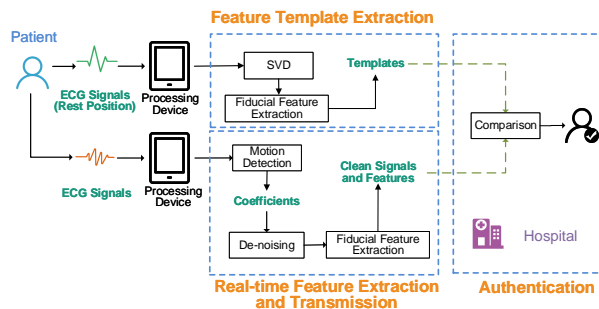 Feature Template Extraction
Patient
SVD
Templates
ECG Signals
(Rest Position)
Processing
Device
Fiducial Feature
Extraction
Comparison
Motion
Detection
Clean Signals
and Features
ECG Signals
Processing
Device
Coefficients
De-noising
Fiducial Feature
Extraction
Hospital
Real-time Feature Extraction
and Transmission
Authentication